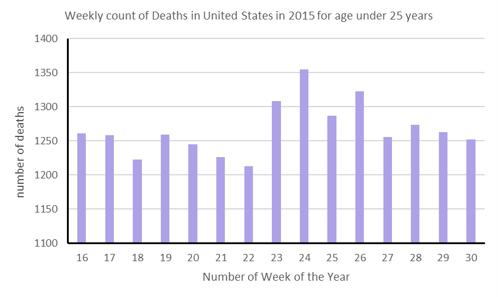 Weekly count of Deaths in United States in 2015 for age under 25 years
1400
1350
1300
1250
1200
1150
1100
number of deaths
16 17 18 19 20 21 22 23 24 25 26 27 28 29 30
Number of Week of the Year